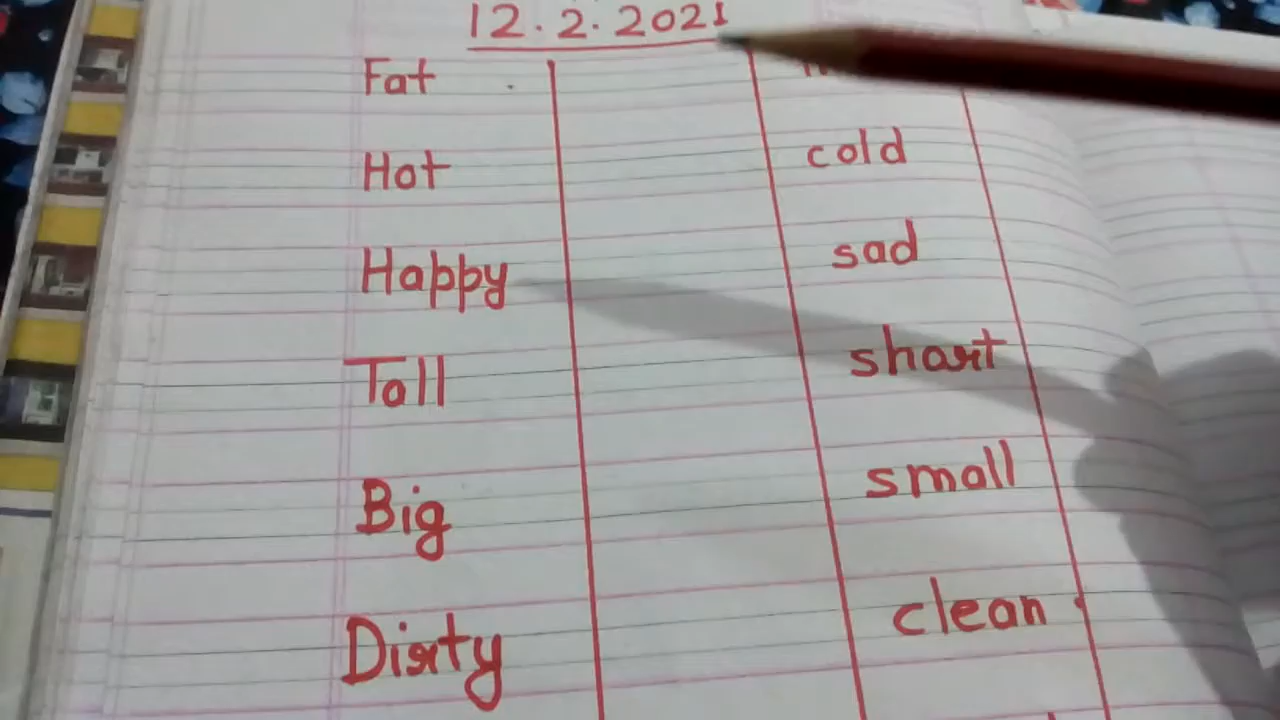 12.2.2021
Fat
Hot cold
Happy sad
Tall short
Big small
Dirty clean